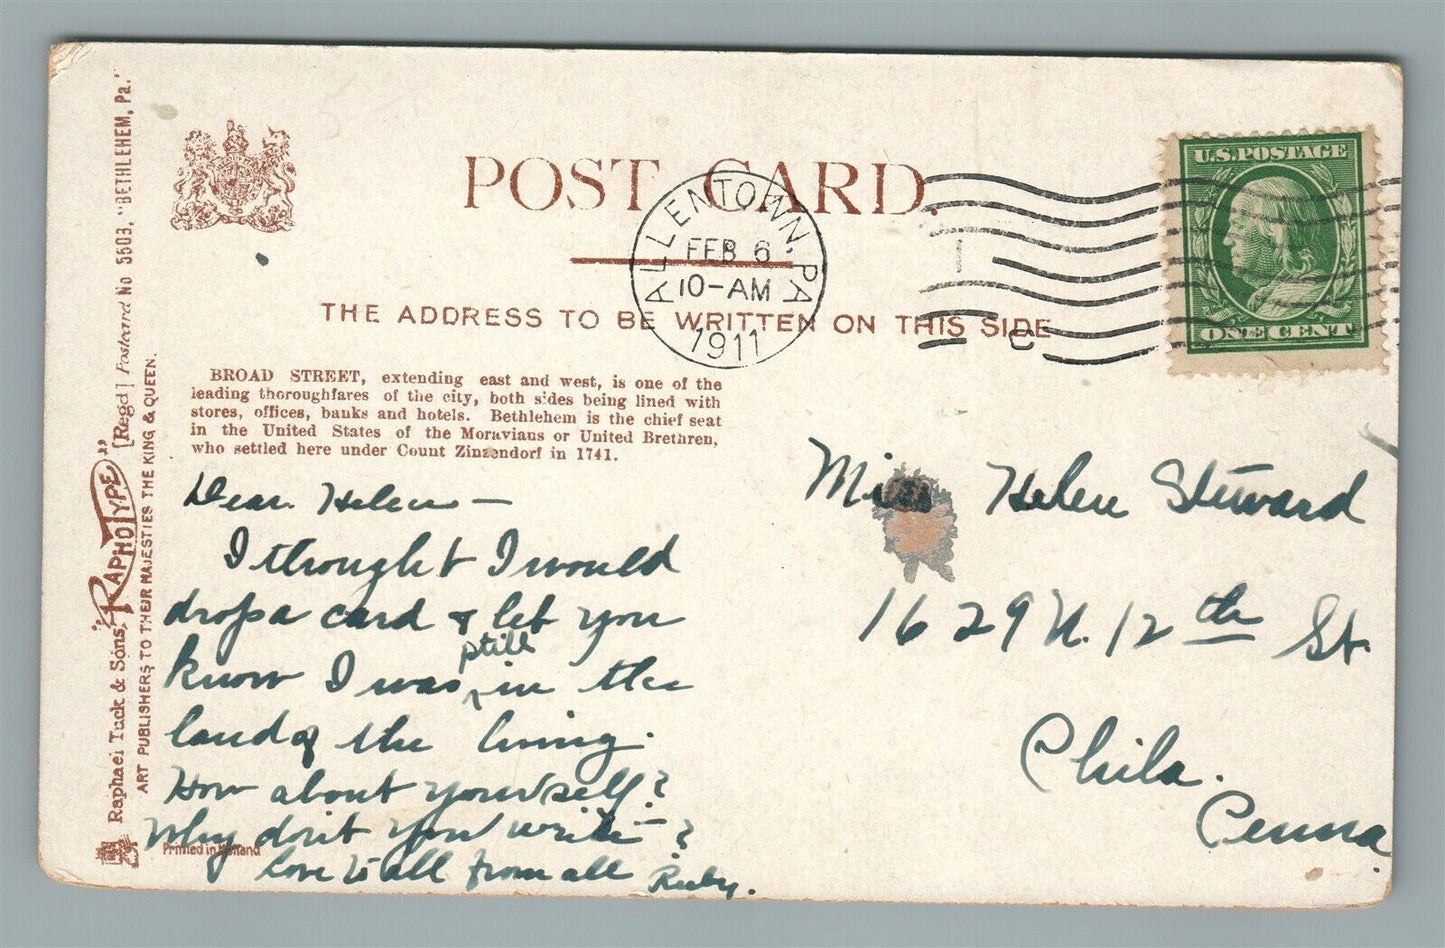 POST CARD.
ALLENTOWN, PA
FEB 6
10-AM
1911
U.S. POSTAGE
ONE CENT
THE ADDRESS TO BE WRITTEN ON THIS SIDE
BROAD STREET, extending east and west, is one of the
leading thoroughfares of the city, both sides being lined with
stores, offices, banks and hotels. Bethlehem is the chief seat
in the United States of the Moravians or United Brethren,
who settled here under Count Zinzendorf in 1741.
Dear Helen —
I thought I would
drop a card & let you
know I was still in the
land of the living.
How about yourself?
Why don't you write?
Love to all from all Ruby.
Miss Helen Steward
1629 N. 12th St.
Phila.
Penna
Raphael Tuck & Sons' "RAPHOTYPE" [Regd] Postcard No 5503. "BETHLEHEM, Pa."
ART PUBLISHERS TO THEIR MAJESTIES THE KING & QUEEN.
Printed in Holland